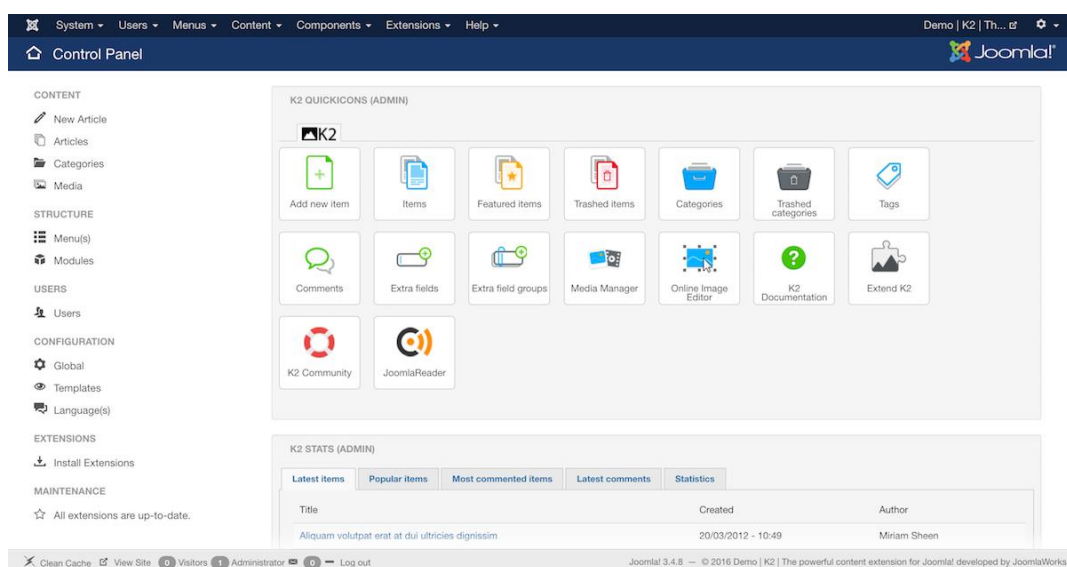 System Users Menus Content Components Extensions Help Demo | K2 | Th...
Control Panel Joomla!
CONTENT
New Article
Articles
Categories
Media
STRUCTURE
Menu(s)
Modules
USERS
Users
CONFIGURATION
Global
Templates
Language(s)
EXTENSIONS
Install Extensions
MAINTENANCE
All extensions are up-to-date.
K2 QUICKICONS (ADMIN)
K2
Add new item Items Featured items Trashed items Categories Trashed categories Tags
Comments Extra fields Extra field groups Media Manager Online Image Editor K2 Documentation Extend K2
K2 Community JoomlaReader
K2 STATS (ADMIN)
Latest items Popular items Most commented items Latest comments Statistics
Title Created Author
Aliquam volutpat erat at dui ultricies dignissim 20/03/2012 - 10:49 Miriam Sheen
Clean Cache View Site 0 Visitors 1 Administrator 0 Log out Joomla! 3.4.8 — © 2016 Demo | K2 | The powerful content extension for Joomla! developed by JoomlaWorks